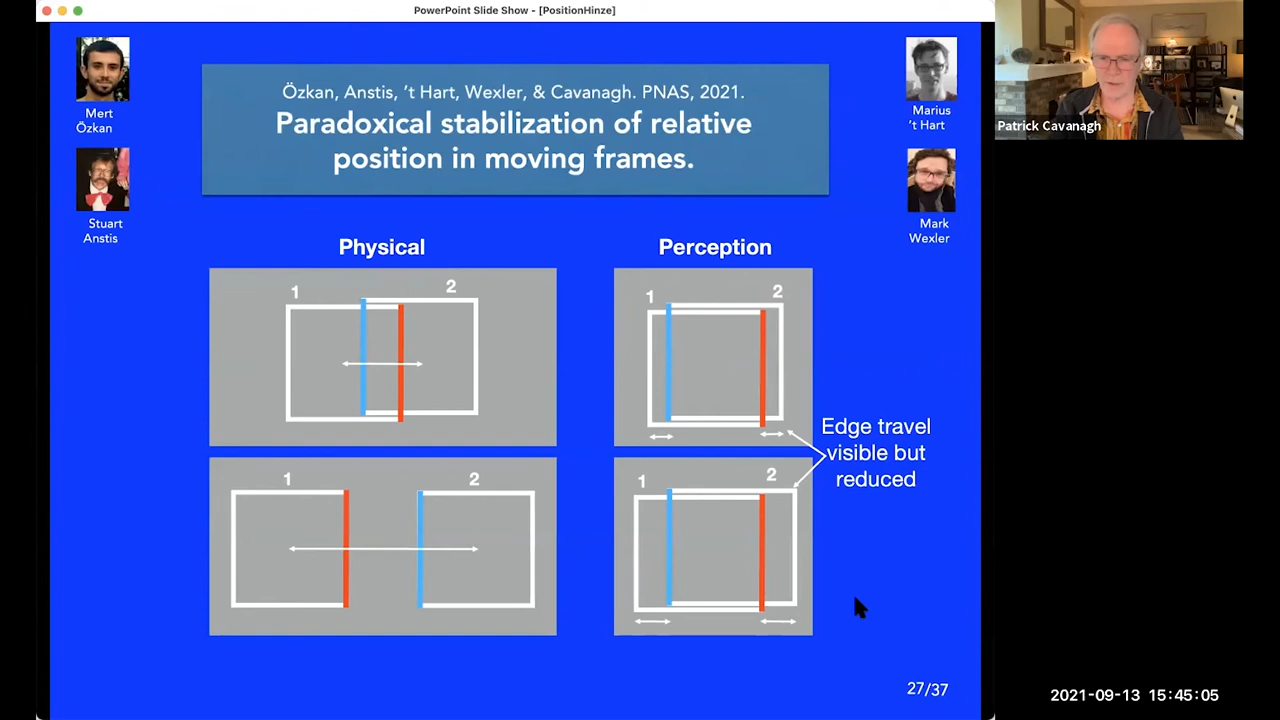 PowerPoint Slide Show - [PositionHinze]
Mert
Özkan
Stuart
Anstis
Özkan, Anstis, ’t Hart, Wexler, & Cavanagh. PNAS, 2021.
Paradoxical stabilization of relative
position in moving frames.
Marius
’t Hart
Mark
Wexler
Patrick Cavanagh
Physical
Perception
1
2
1
2
1
2
1
2
Edge travel
visible but
reduced
27/37
2021-09-13 15:45:05